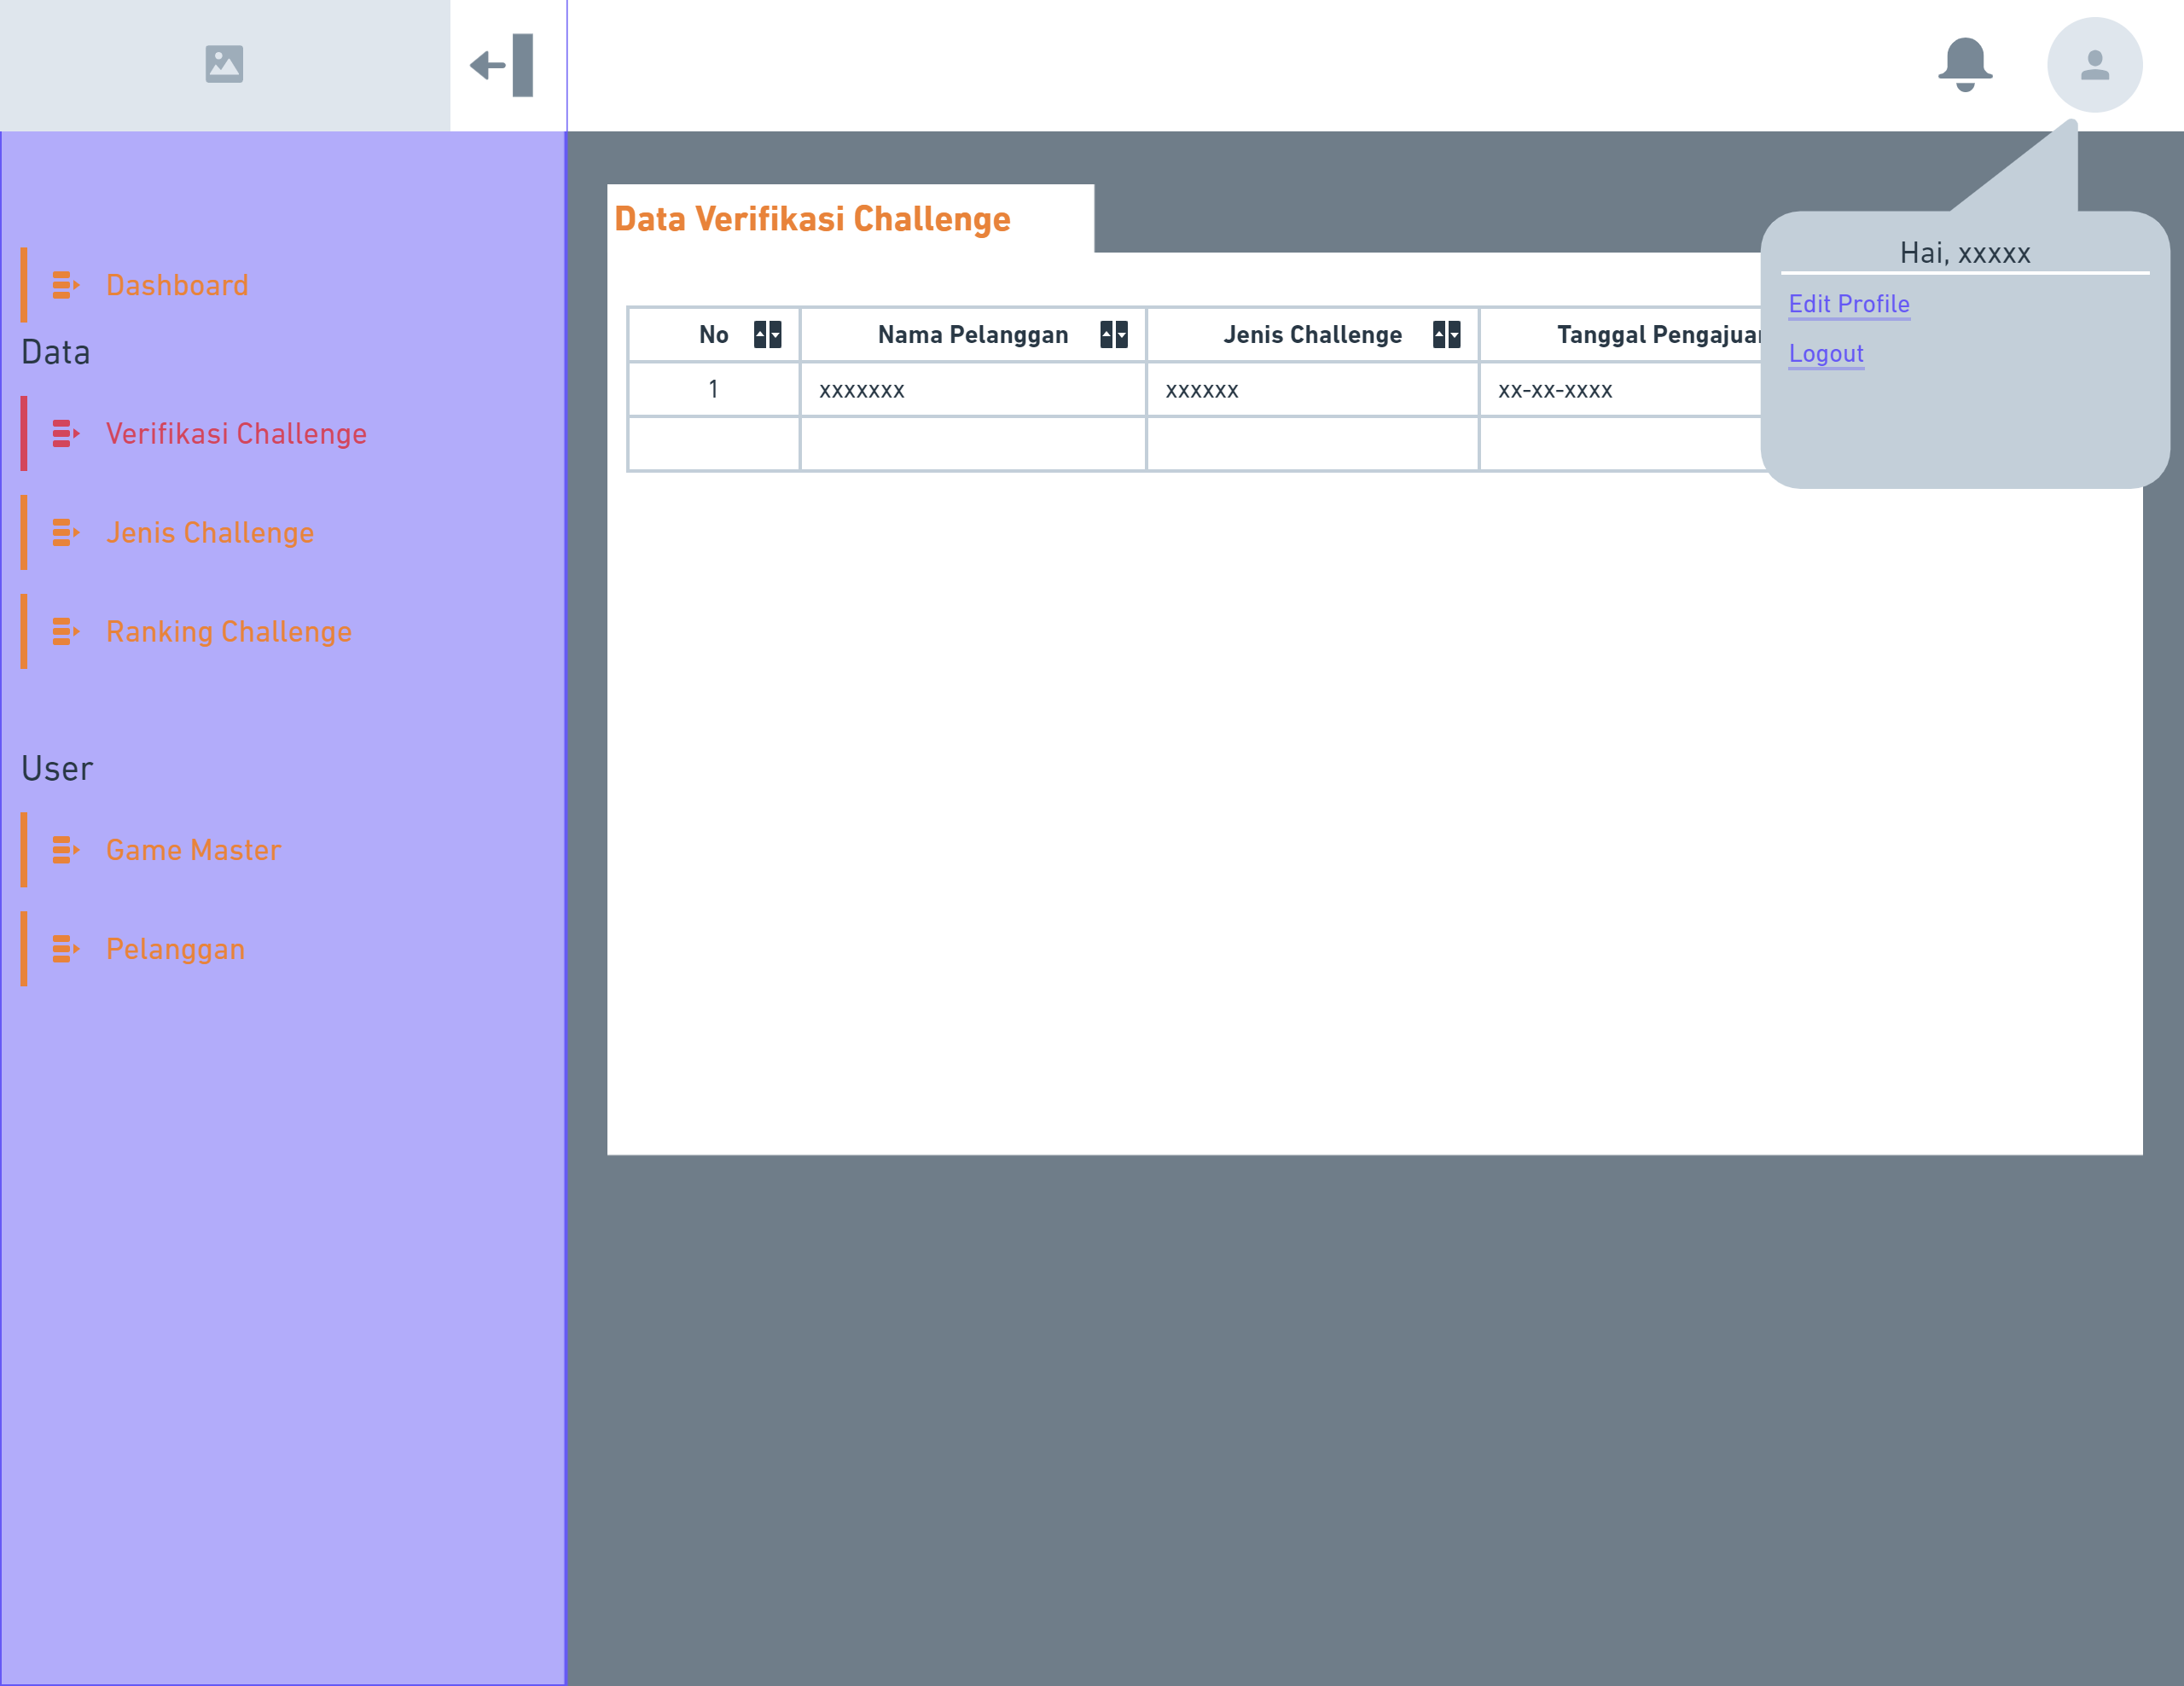 Dashboard
Data
Verifikasi Challenge
Jenis Challenge
Ranking Challenge
User
Game Master
Pelanggan
Data Verifikasi Challenge
No Nama Pelanggan Jenis Challenge Tanggal Pengajuan
1 xxxxxxx xxxxxx xx-xx-xxxx
Hai, xxxxx
Edit Profile
Logout